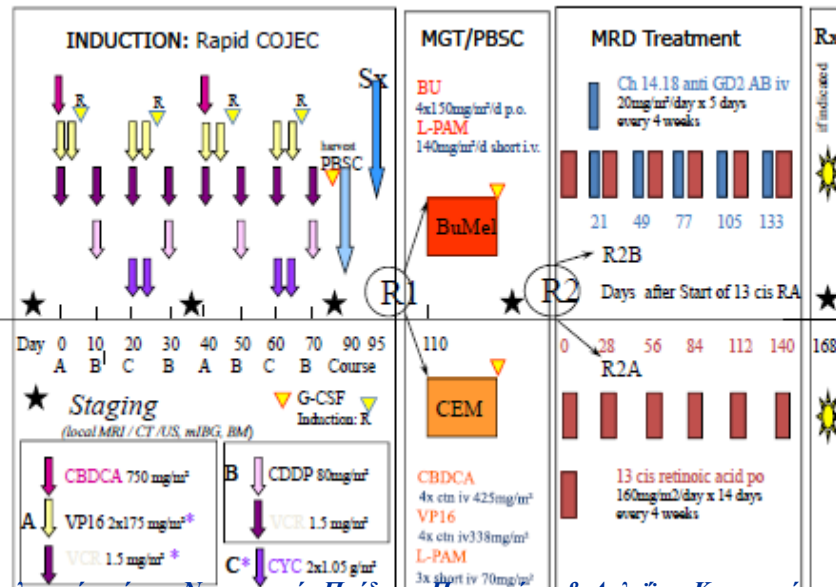 INDUCTION: Rapid COJEC
MGT/PBSC
MRD Treatment
Rx
if indicated
Sx
R
R
R
R
harvest
PBSC
BU
4x150mg/m²/d p.o.
L-PAM
140mg/m²/d short i.v.
Ch 14.18 anti GD2 AB iv
20mg/m²/day x 5 days
every 4 weeks
BuMel
21 49 77 105 133
R2B
R1
R2
Days after Start of 13 cis RA
Day 0 10 20 30 40 50 60 70 90 95
A B C B A B C B Course
110
0 28 56 84 112 140
168
R2A
Staging
(local MRI / CT /US, mIBG, BM)
G-CSF
Induction: R
CEM
CBDCA 750 mg/m²
A VP16 2x175 mg/m²*
VCR 1.5 mg/m² *
B CDDP 80mg/m²
VCR 1.5 mg/m²
C* CYC 2x1.05 g/m²
CBDCA
4x ctn iv 425mg/m²
VP16
4x ctn iv338mg/m²
L-PAM
3x short iv 70mg/m²
13 cis retinoic acid po
160mg/m2/day x 14 days
every 4 weeks